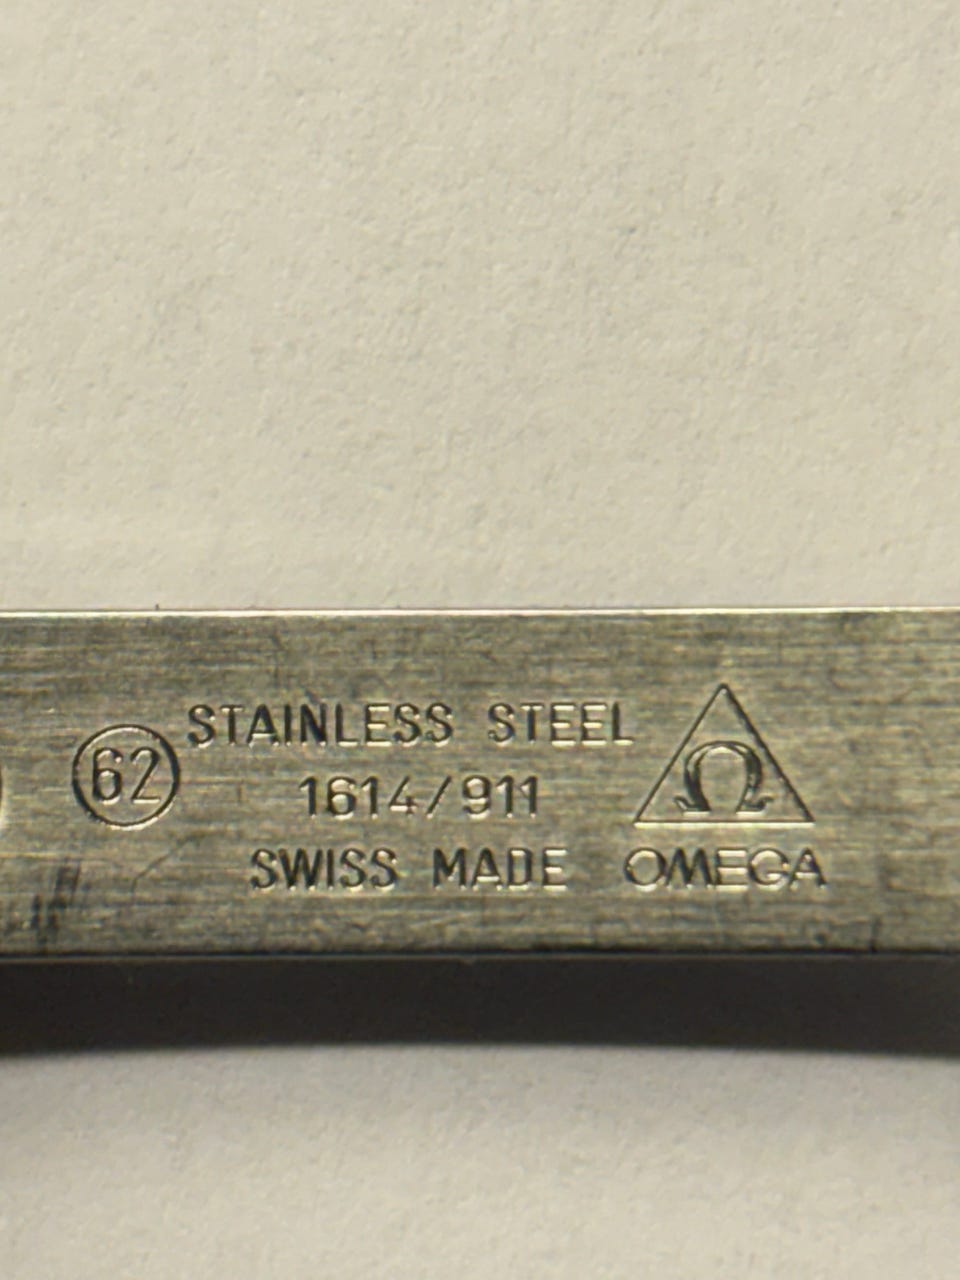 62
STAINLESS STEEL
1614/911
SWISS MADE
Ω
OMEGA